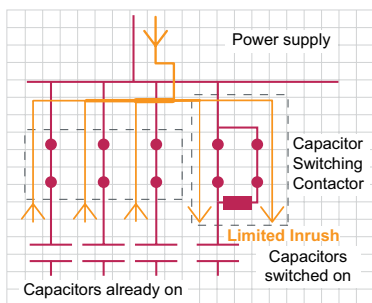 Power supply
Capacitor
Switching
Contactor
Limited Inrush
Capacitors
switched on
Capacitors already on